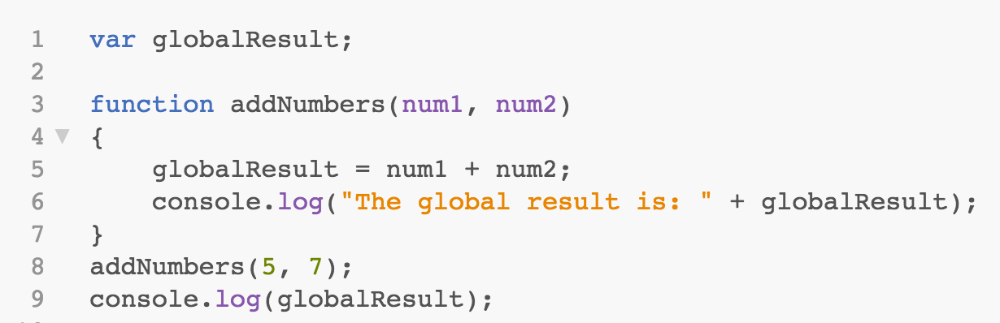 1 var globalResult;
2
3 function addNumbers(num1, num2)
4 {
5 globalResult = num1 + num2;
6 console.log("The global result is: " + globalResult);
7 }
8 addNumbers(5, 7);
9 console.log(globalResult);